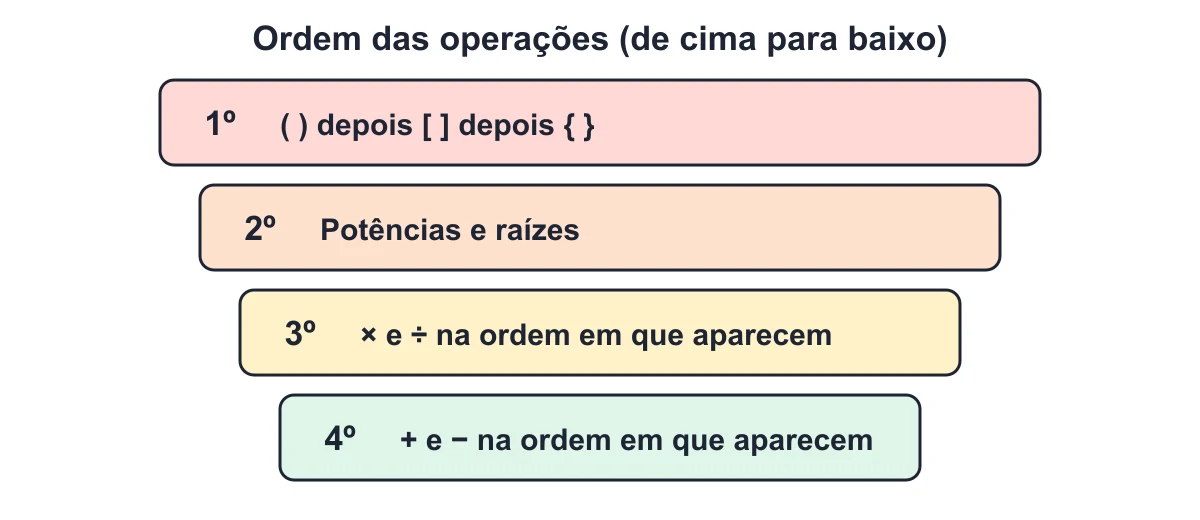 Ordem das operações (de cima para baixo)
1º ( ) depois [ ] depois { }
2º Potências e raízes
3º × e ÷ na ordem em que aparecem
4º + e − na ordem em que aparecem